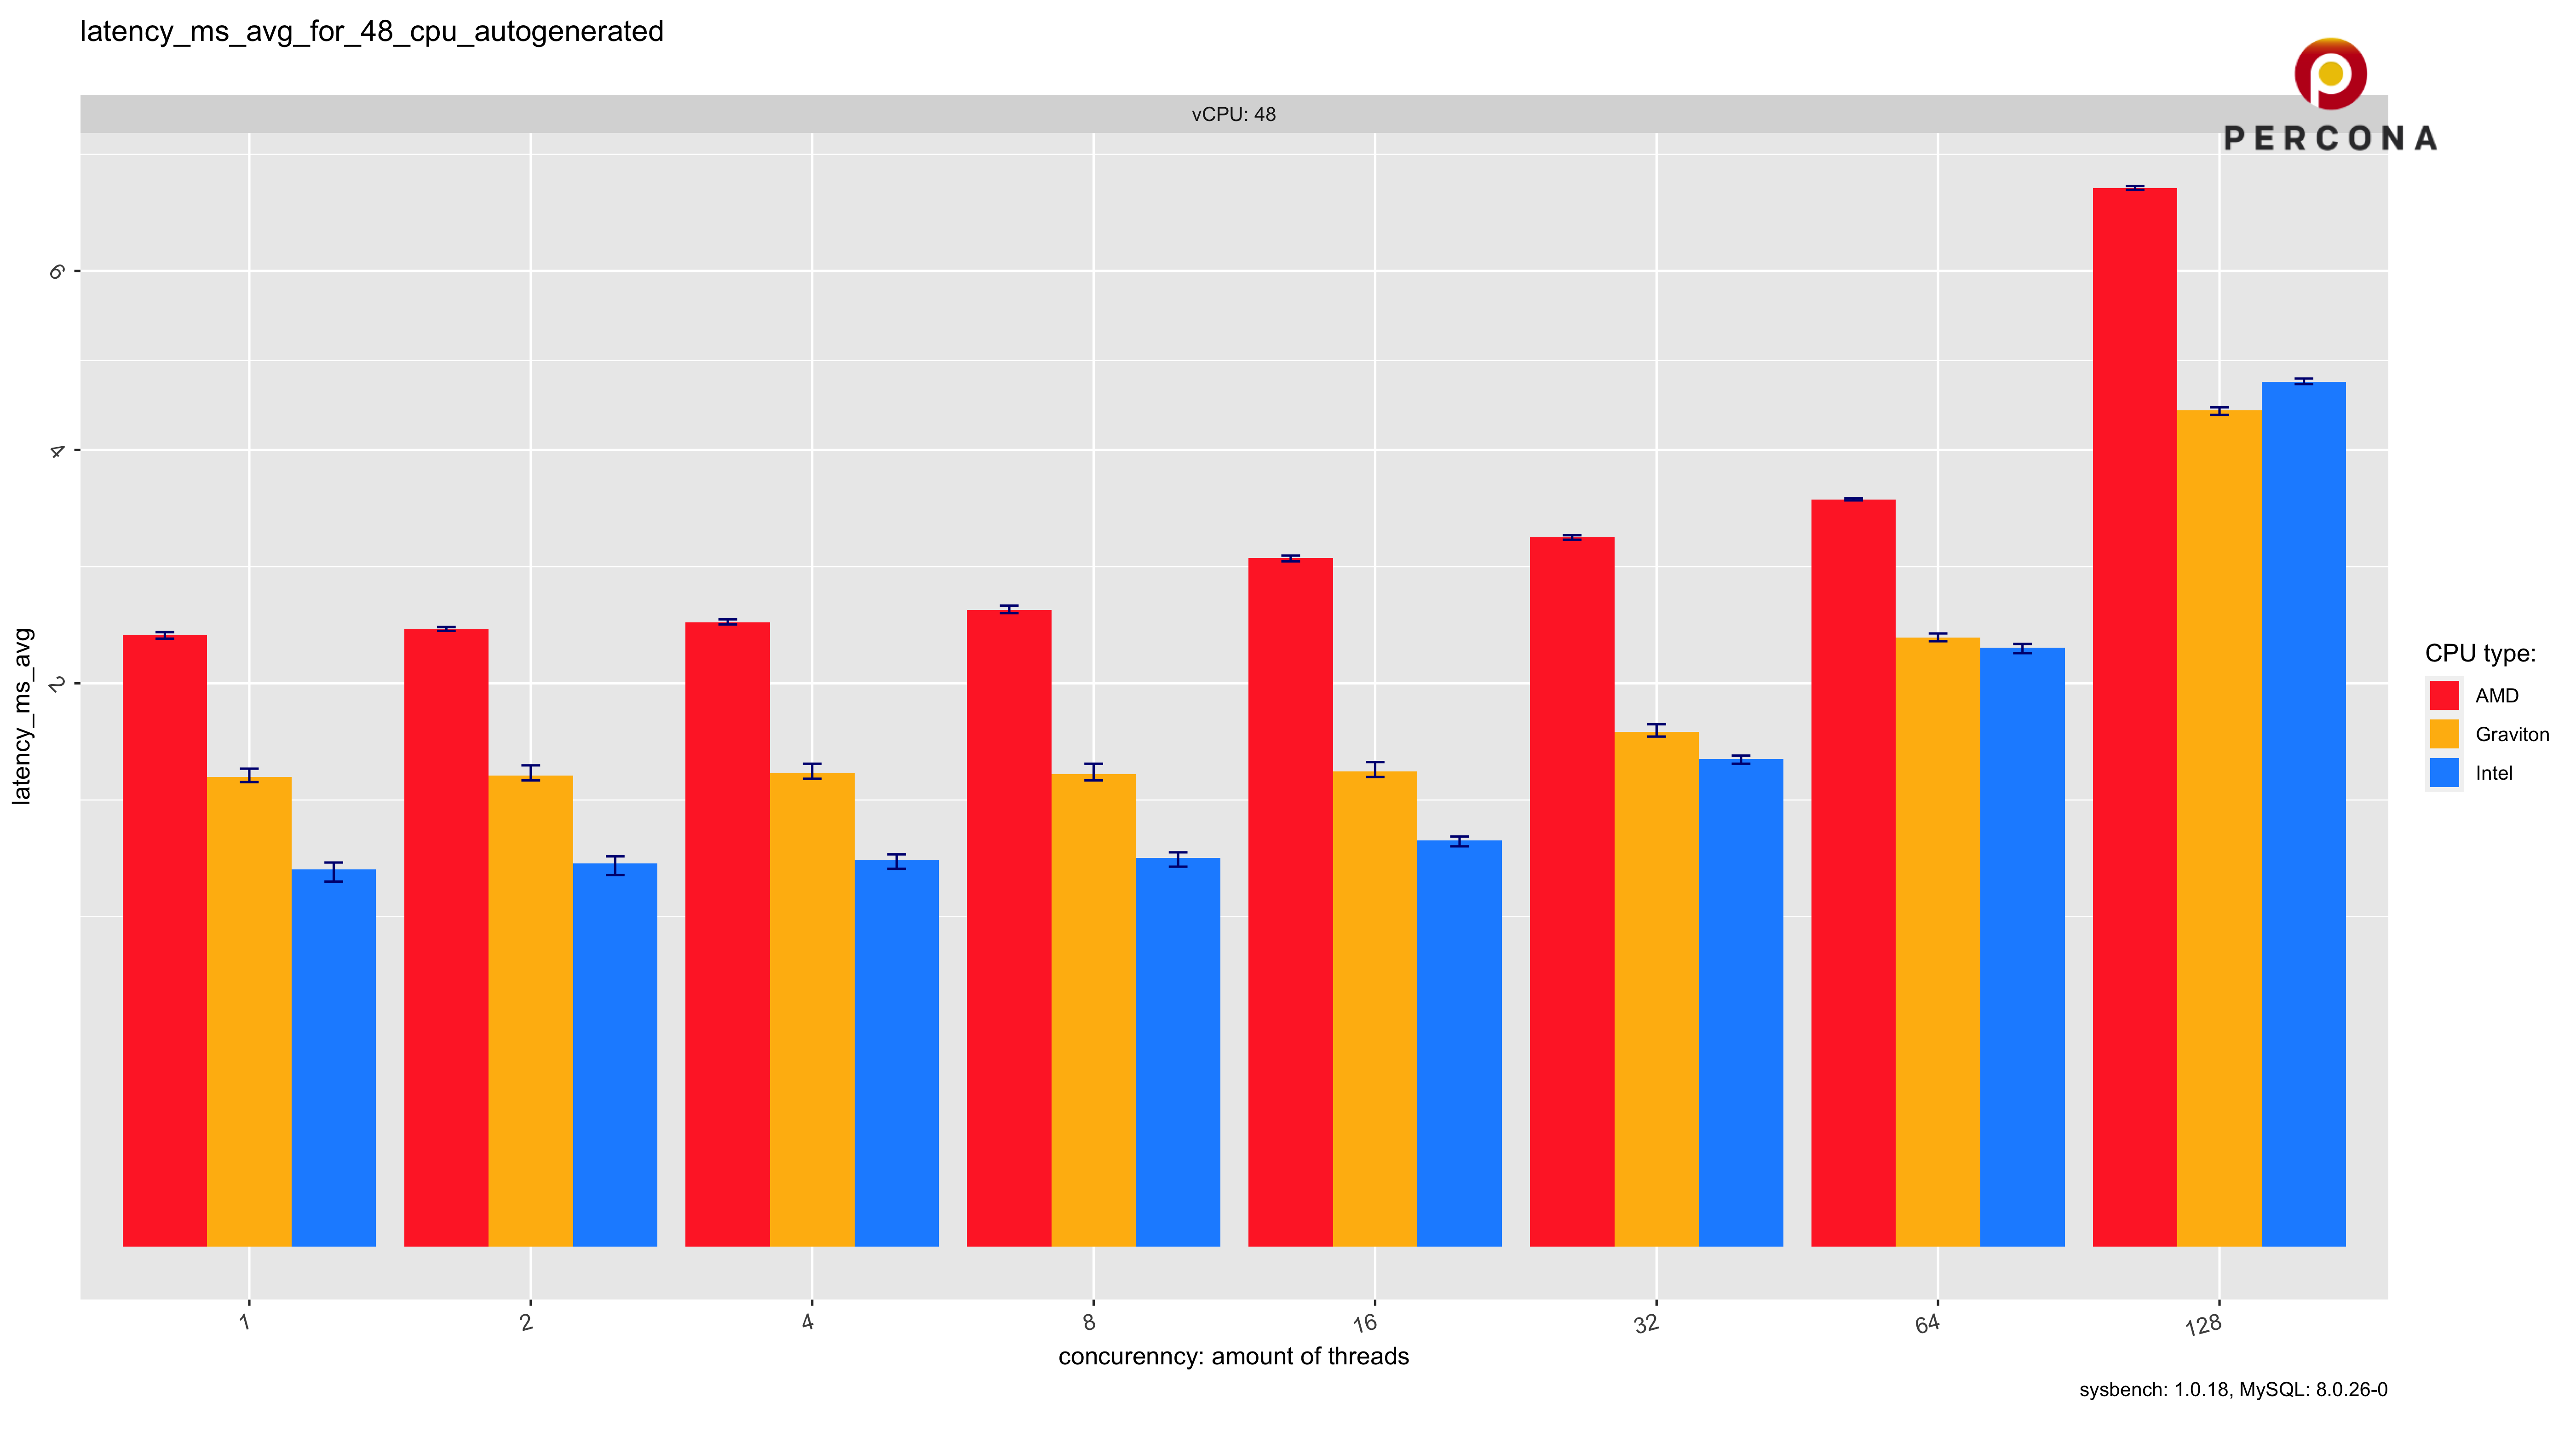 latency_ms_avg_for_48_cpu_autogenerated
PERCONA
vCPU: 48
6
4
2
latency_ms_avg
CPU type:
AMD
Graviton
Intel
1 2 4 8 16 32 64 128
concurenncy: amount of threads
sysbench: 1.0.18, MySQL: 8.0.26-0